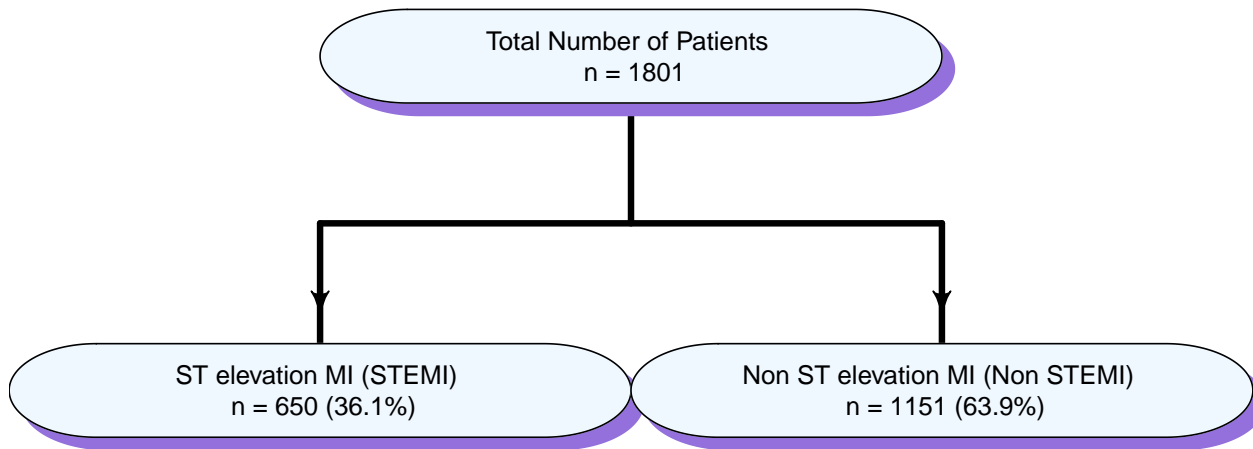 Total Number of Patients
n = 1801
ST elevation MI (STEMI)
n = 650 (36.1%)
Non ST elevation MI (Non STEMI)
n = 1151 (63.9%)